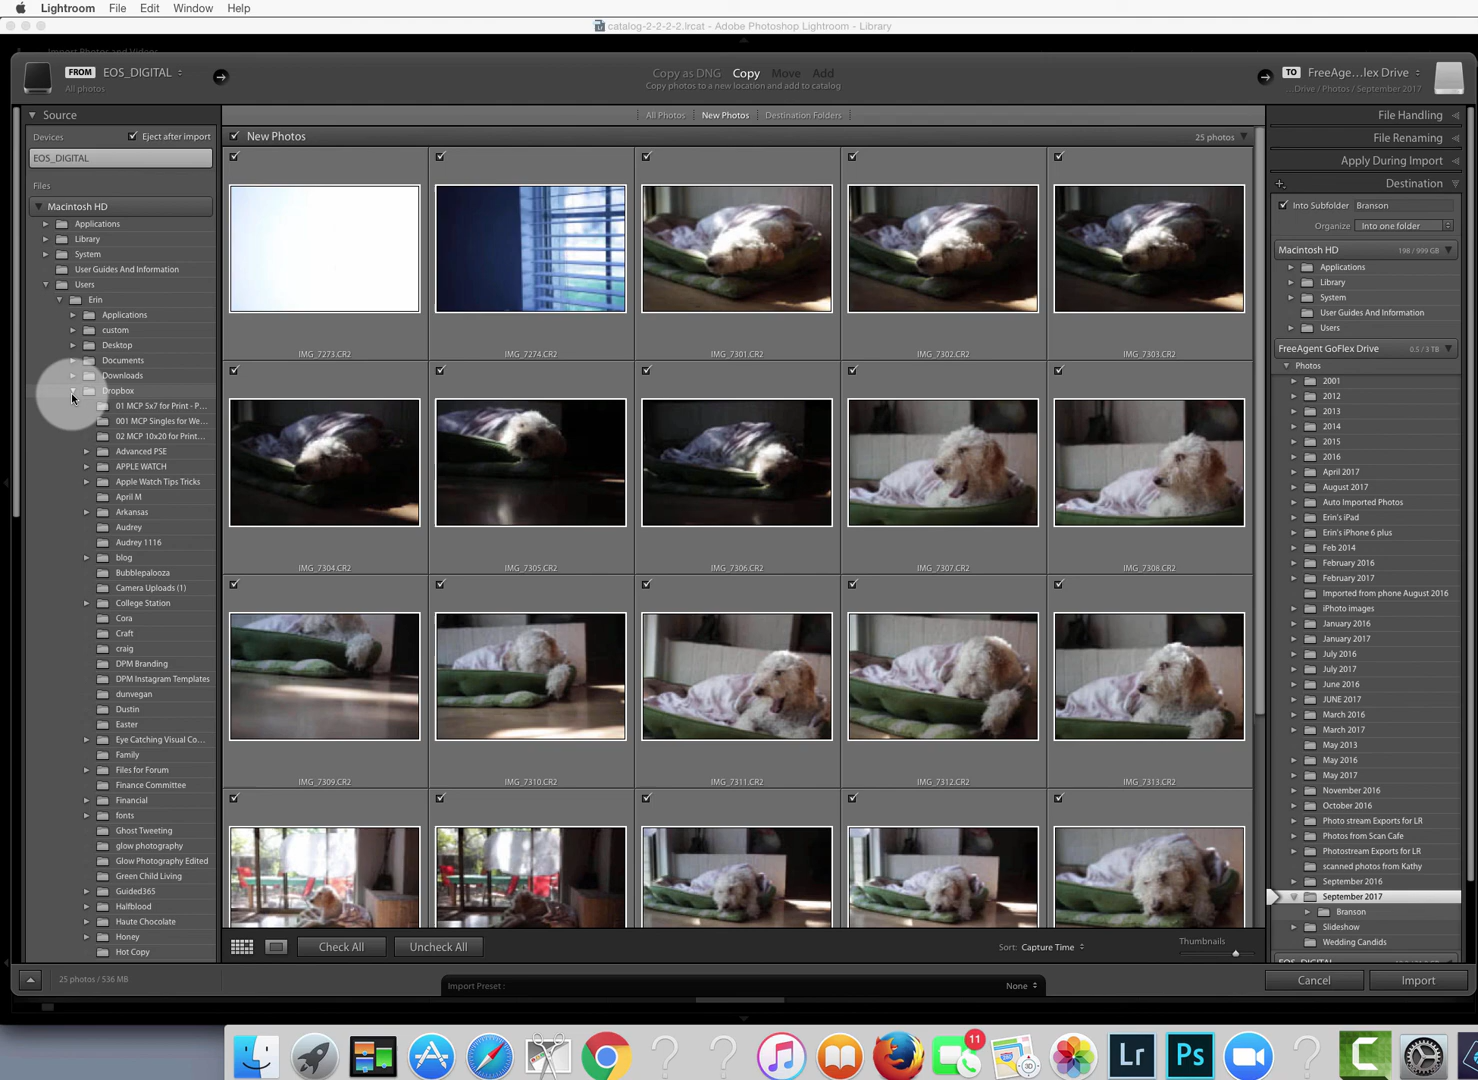 Lightroom File Edit Window Help
catalog-2-2-2-2.lrcat - Adobe Photoshop Lightroom - Library
Import Photos and Videos
FROM EOS_DIGITAL
All photos
Copy as DNG Copy Move Add
Copy photos to a new location and add to catalog
TO FreeAge…lex Drive
…Drive / Photos / September 2017
Source
Devices Eject after import
EOS_DIGITAL
Files
Macintosh HD
Applications
Library
System
User Guides And Information
Users
Erin
Applications
custom
Desktop
Documents
Downloads
Dropbox
01 MCP 5x7 for Print - P…
001 MCP Singles for We…
02 MCP 10x20 for Print…
Advanced PSE
APPLE WATCH
Apple Watch Tips Tricks
April M
Arkansas
Audrey
Audrey 1116
blog
Bubblepalooza
Camera Uploads (1)
College Station
Cora
Craft
craig
DPM Branding
DPM Instagram Templates
dunvegan
Dustin
Easter
Eye Catching Visual Co…
Family
Files for Forum
Finance Committee
Financial
fonts
Ghost Tweeting
glow photography
Glow Photography Edited
Green Child Living
Guided365
Halfblood
Haute Chocolate
Honey
Hot Copy
All Photos New Photos Destination Folders
New Photos 25 photos
IMG_7273.CR2 IMG_7274.CR2 IMG_7301.CR2 IMG_7302.CR2 IMG_7303.CR2
IMG_7304.CR2 IMG_7305.CR2 IMG_7306.CR2 IMG_7307.CR2 IMG_7308.CR2
IMG_7309.CR2 IMG_7310.CR2 IMG_7311.CR2 IMG_7312.CR2 IMG_7313.CR2
Check All Uncheck All Sort: Capture Time Thumbnails
File Handling
File Renaming
Apply During Import
Destination
Into Subfolder Branson
Organize Into one folder
Macintosh HD 198 / 999 GB
Applications
Library
System
User Guides And Information
Users
FreeAgent GoFlex Drive 0.5 / 3 TB
Photos
2001
2012
2013
2014
2015
2016
April 2017
August 2017
Auto Imported Photos
Erin's iPad
Erin's iPhone 6 plus
Feb 2014
February 2016
February 2017
Imported from phone August 2016
iPhoto images
January 2016
January 2017
July 2016
July 2017
June 2016
JUNE 2017
March 2016
March 2017
May 2013
May 2016
May 2017
November 2016
October 2016
Photo stream Exports for LR
Photos from Scan Cafe
Photostream Exports for LR
scanned photos from Kathy
September 2016
September 2017
Branson
Slideshow
Wedding Candids
EOS_DIGITAL
25 photos / 536 MB
Import Preset : None
Cancel Import
11
Lr Ps